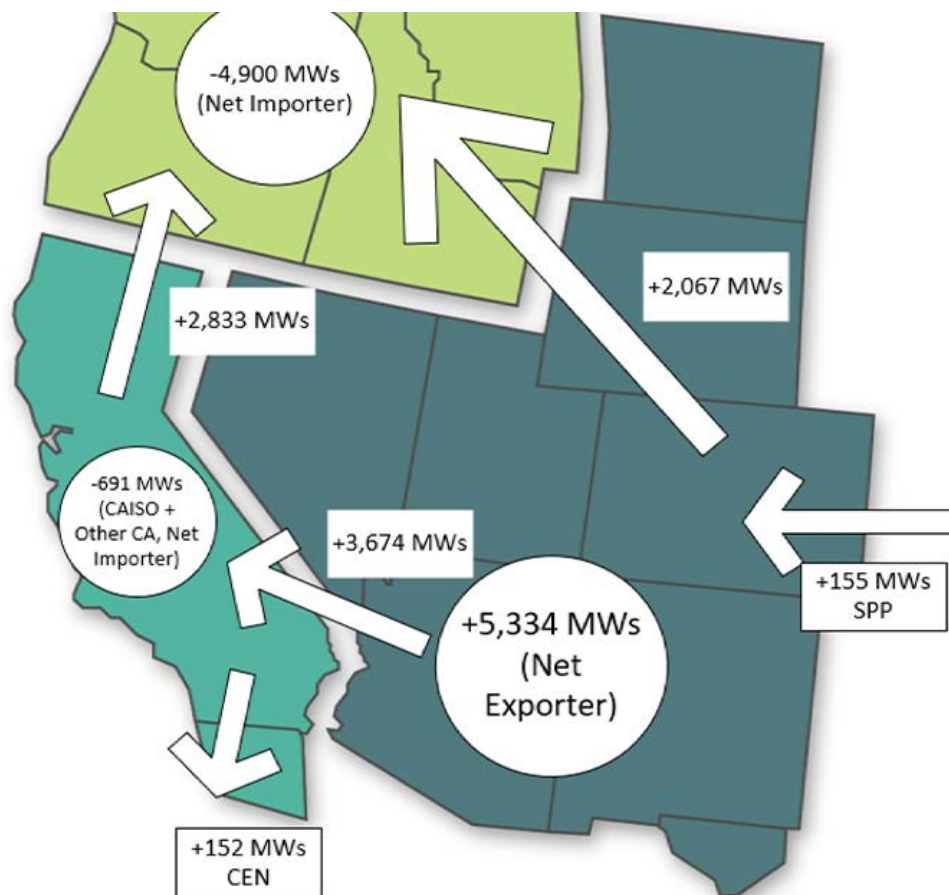 -4,900 MWs
(Net Importer)
+2,067 MWs
+2,833 MWs
-691 MWs
(CAISO +
Other CA, Net
Importer)
+3,674 MWs
+155 MWs
SPP
+5,334 MWs
(Net
Exporter)
+152 MWs
CEN